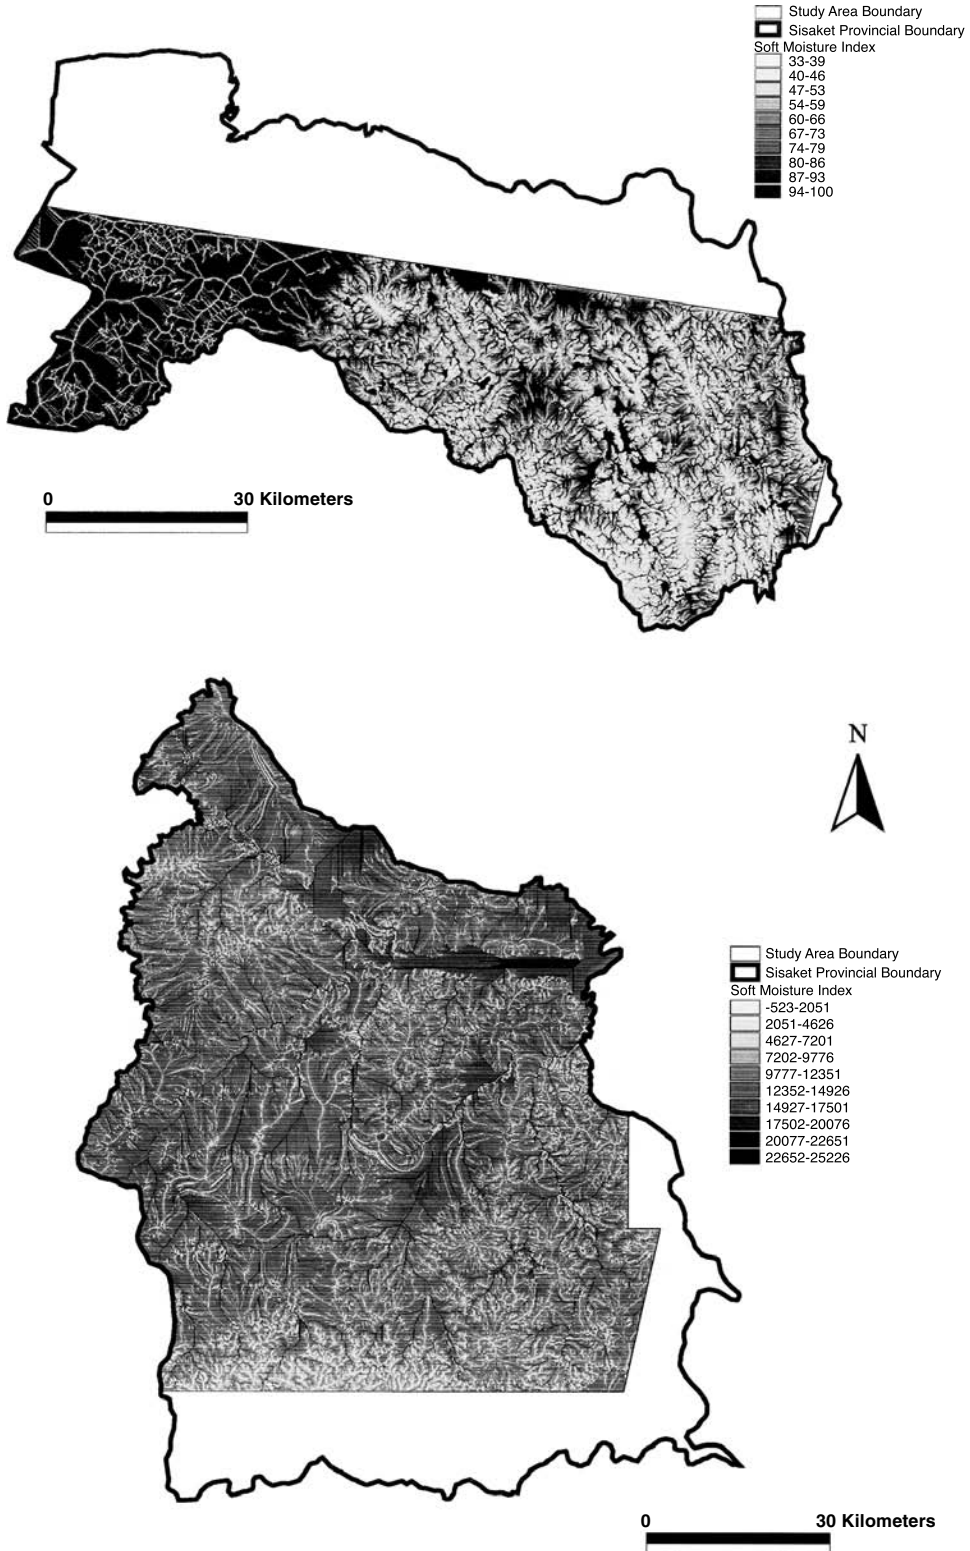 Study Area Boundary
Sisaket Provincial Boundary
Soft Moisture Index
33-39
40-46
47-53
54-59
60-66
67-73
74-79
80-86
87-93
94-100
0 30 Kilometers
N
Study Area Boundary
Sisaket Provincial Boundary
Soft Moisture Index
-523-2051
2051-4626
4627-7201
7202-9776
9777-12351
12352-14926
14927-17501
17502-20076
20077-22651
22652-25226
0 30 Kilometers